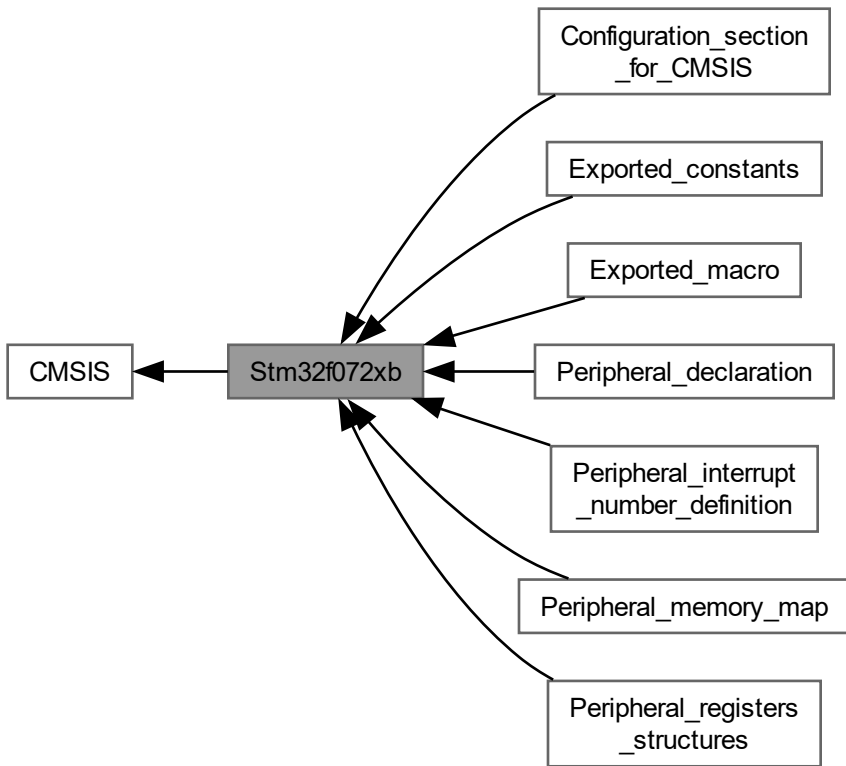 Configuration_section
_for_CMSIS
Exported_constants
Exported_macro
CMSIS
Stm32f072xb
Peripheral_declaration
Peripheral_interrupt
_number_definition
Peripheral_memory_map
Peripheral_registers
_structures